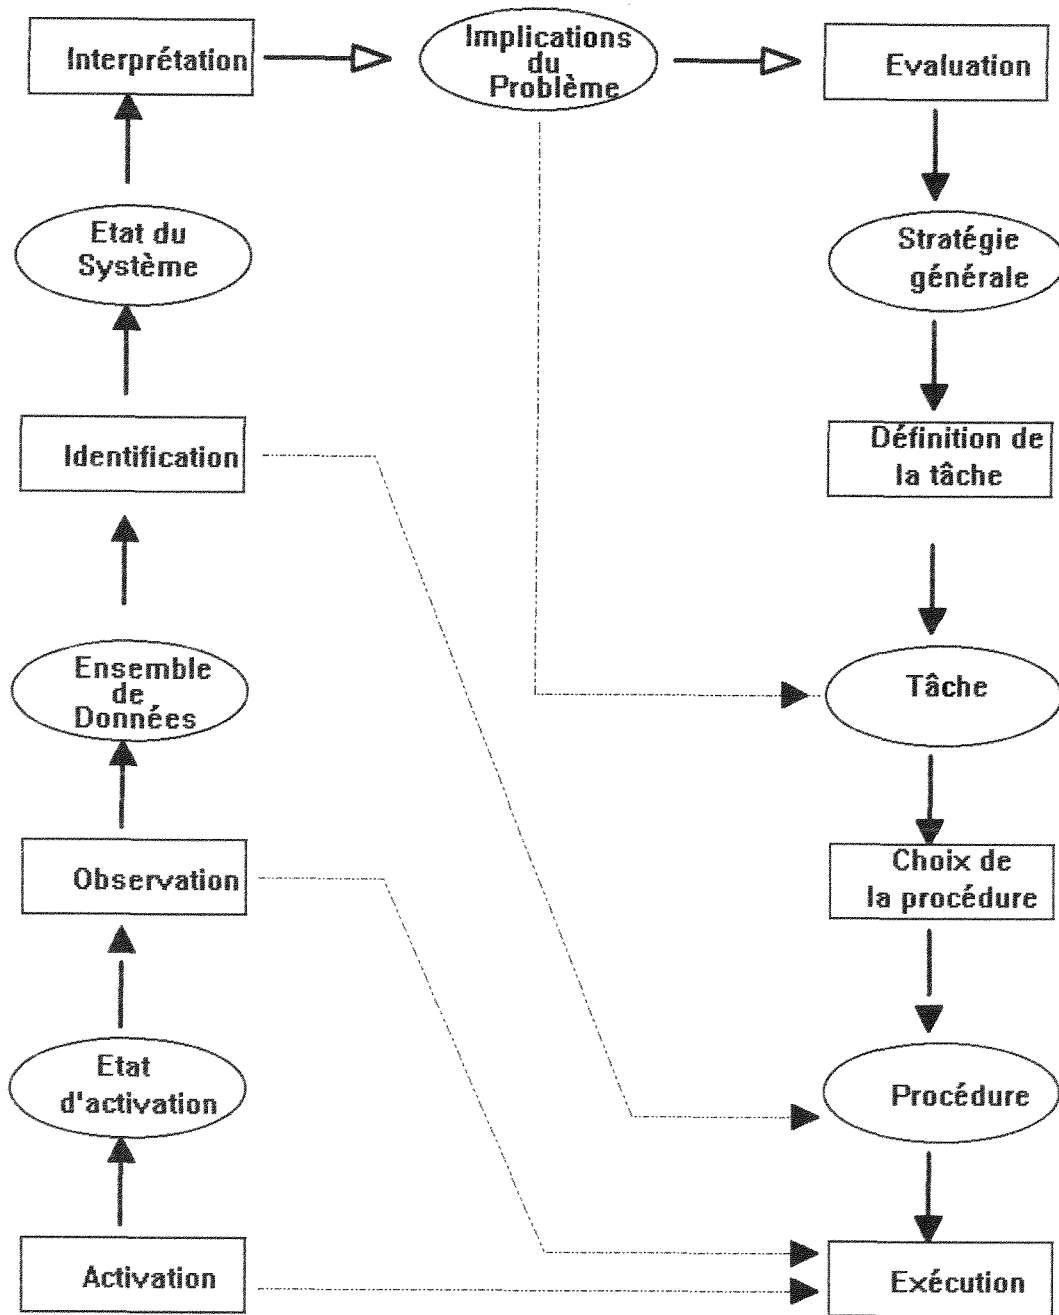 Interprétation
Implications
du
Problème
Evaluation
Etat du
Système
Stratégie
générale
Identification
Définition de
la tâche
Ensemble
de
Données
Tâche
Observation
Choix de
la procédure
Etat
d'activation
Procédure
Activation
Exécution